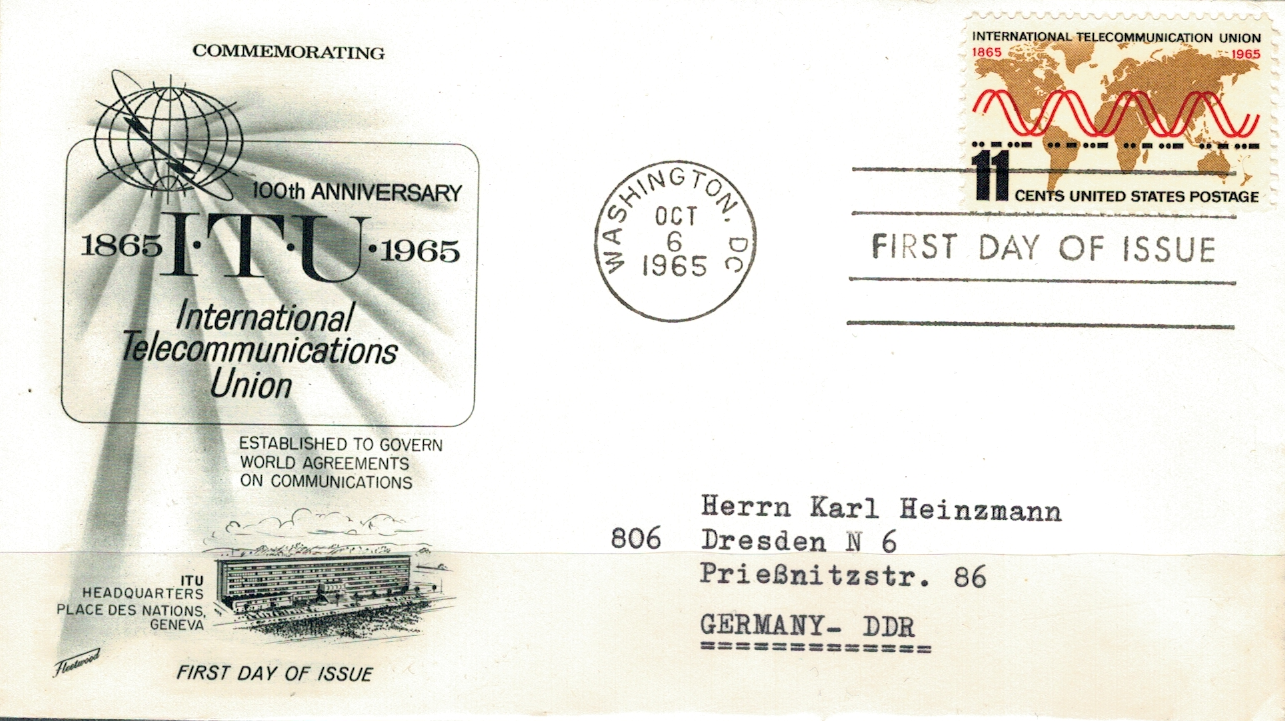 COMMEMORATING
100th ANNIVERSARY
1865 I·T·U· 1965
International
Telecommunications
Union
ESTABLISHED TO GOVERN
WORLD AGREEMENTS
ON COMMUNICATIONS
ITU
HEADQUARTERS
PLACE DES NATIONS,
GENEVA
Fleetwood
FIRST DAY OF ISSUE
WASHINGTON, DC
OCT
6
1965
INTERNATIONAL TELECOMMUNICATION UNION
1865 1965
11 CENTS UNITED STATES POSTAGE
FIRST DAY OF ISSUE
Herrn Karl Heinzmann
806 Dresden N 6
Prießnitzstr. 86
GERMANY- DDR
=============